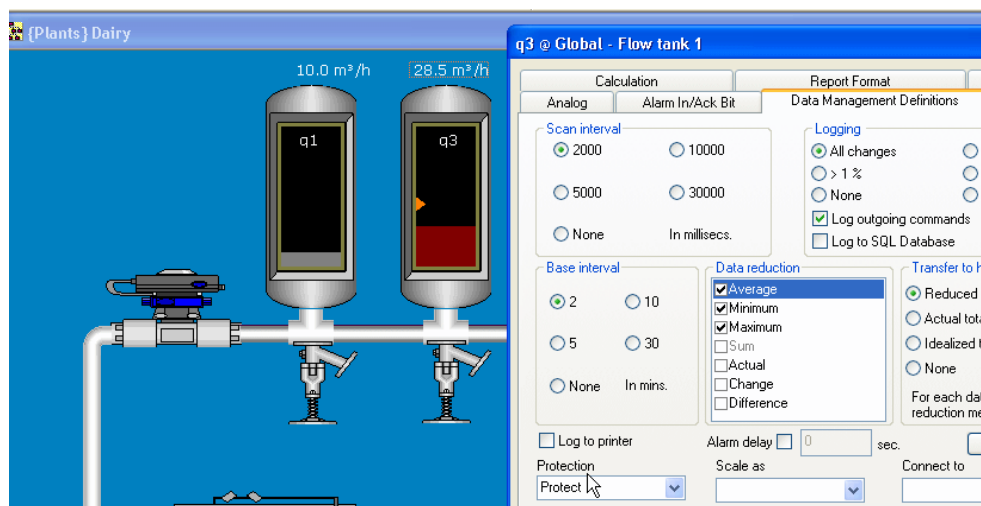 {Plants} Dairy
10.0 m³/h 28.5 m³/h
q1 q3
q3 @ Global - Flow tank 1
Calculation Report Format
Analog Alarm In/Ack Bit Data Management Definitions
Scan interval
2000 10000
5000 30000
None In millisecs.
Logging
All changes
> 1 %
None
Log outgoing commands
Log to SQL Database
Base interval
2 10
5 30
None In mins.
Data reduction
Average
Minimum
Maximum
Sum
Actual
Change
Difference
Transfer to h
Reduced
Actual tota
Idealized t
None
For each dat
reduction me
Log to printer Alarm delay 0 sec.
Protection Scale as Connect to
Protect